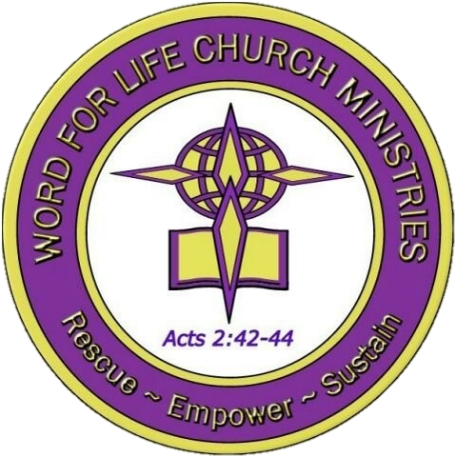 WORD FOR LIFE CHURCH MINISTRIES
Acts 2:42-44
Rescue ~ Empower ~ Sustain